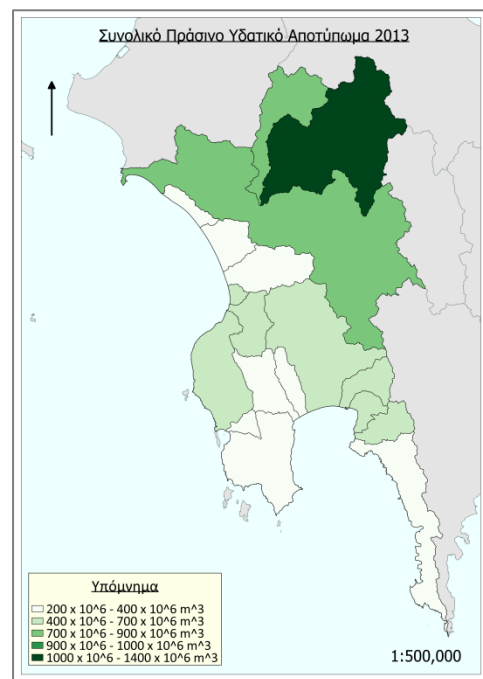 Συνολικό Πράσινο Υδατικό Αποτύπωμα 2013
Υπόμνημα
200 x 10^6 - 400 x 10^6 m^3
400 x 10^6 - 700 x 10^6 m^3
700 x 10^6 - 900 x 10^6 m^3
900 x 10^6 - 1000 x 10^6 m^3
1000 x 10^6 - 1400 x 10^6 m^3
1:500,000